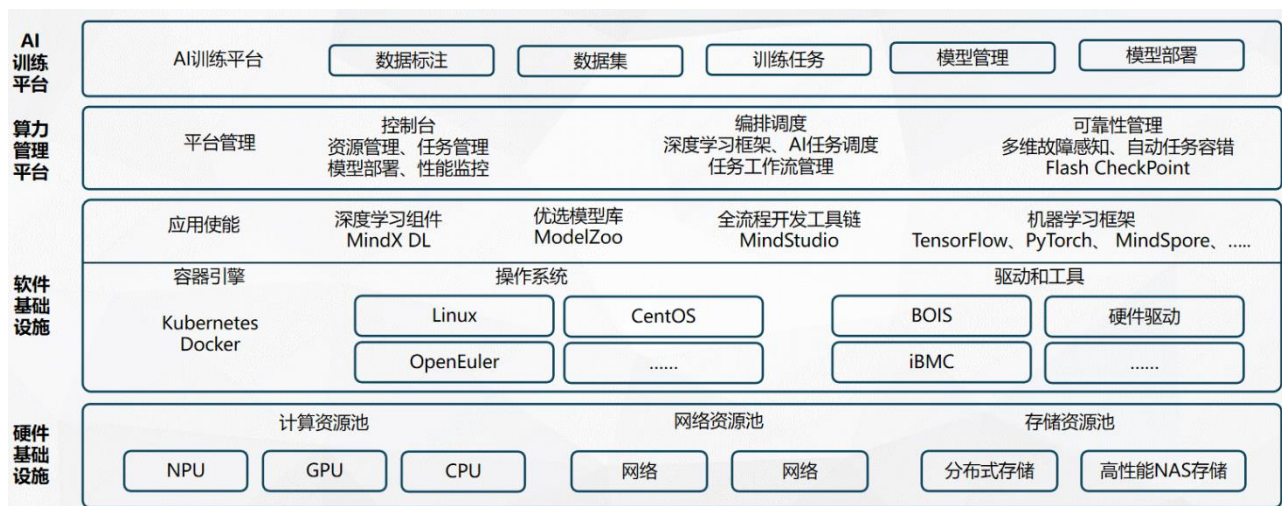 AI
训练
平台
AI训练平台
数据标注
数据集
训练任务
模型管理
模型部署
算力
管理
平台
平台管理
控制台
资源管理、任务管理
模型部署、性能监控
编排调度
深度学习框架、AI任务调度
任务工作流管理
可靠性管理
多维故障感知、自动任务容错
Flash CheckPoint
软件
基础
设施
应用使能
深度学习组件
MindX DL
优选模型库
ModelZoo
全流程开发工具链
MindStudio
机器学习框架
TensorFlow、PyTorch、 MindSpore、.....
容器引擎
Kubernetes
Docker
操作系统
Linux
CentOS
OpenEuler
......
驱动和工具
BOIS
硬件驱动
iBMC
......
硬件
基础
设施
计算资源池
NPU
GPU
CPU
网络资源池
网络
网络
存储资源池
分布式存储
高性能NAS存储